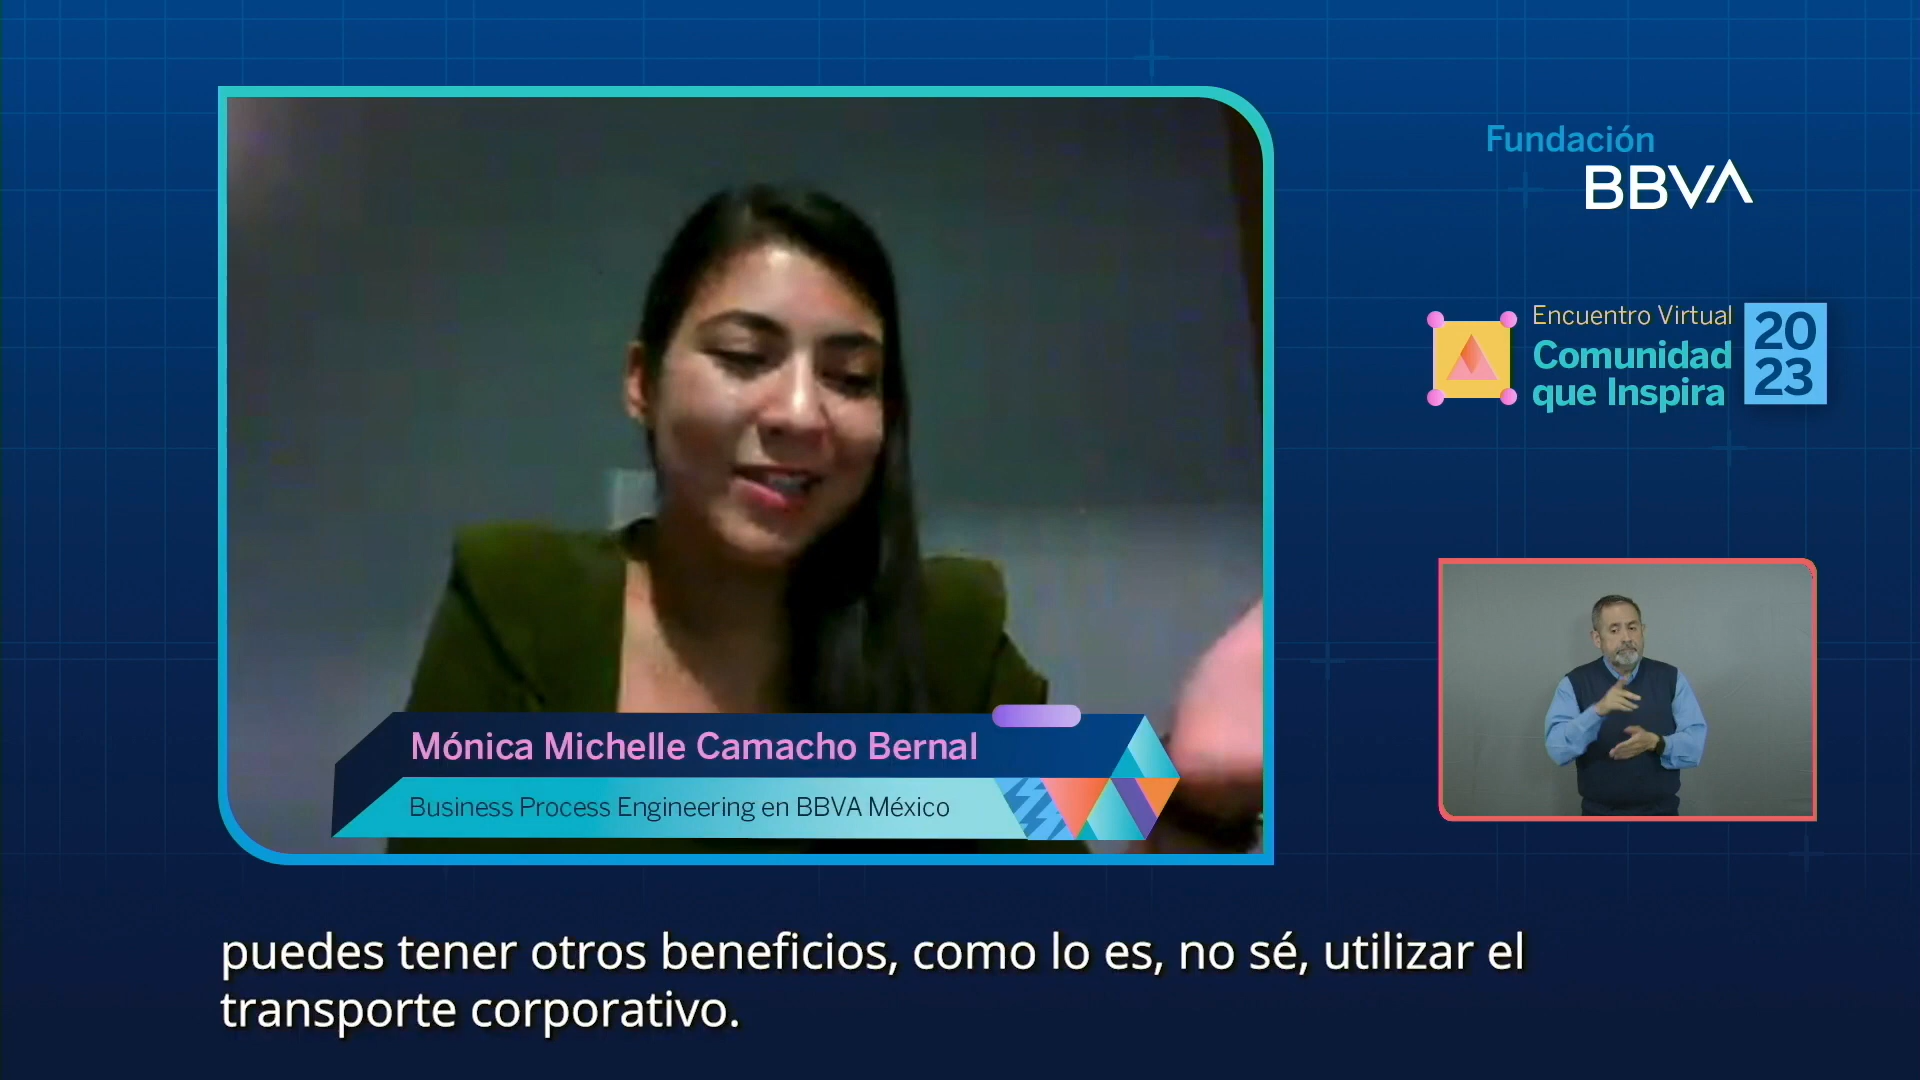 Fundación
BBVA
Encuentro Virtual
Comunidad
que Inspira
20
23
Mónica Michelle Camacho Bernal
Business Process Engineering en BBVA México
puedes tener otros beneficios, como lo es, no sé, utilizar el
transporte corporativo.